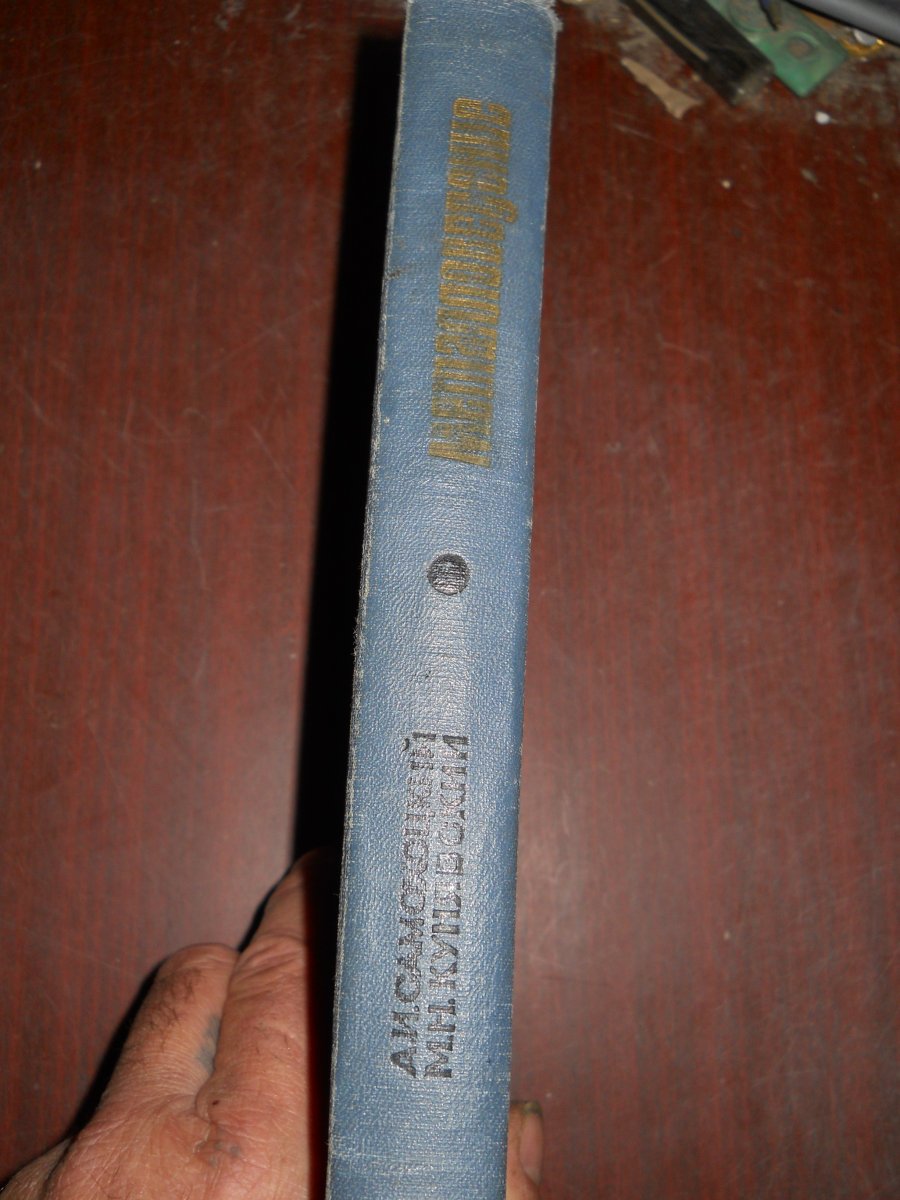 А.И.САМОХОЦКИЙ
М.Н.КУНЯВСКИЙ
металловедение